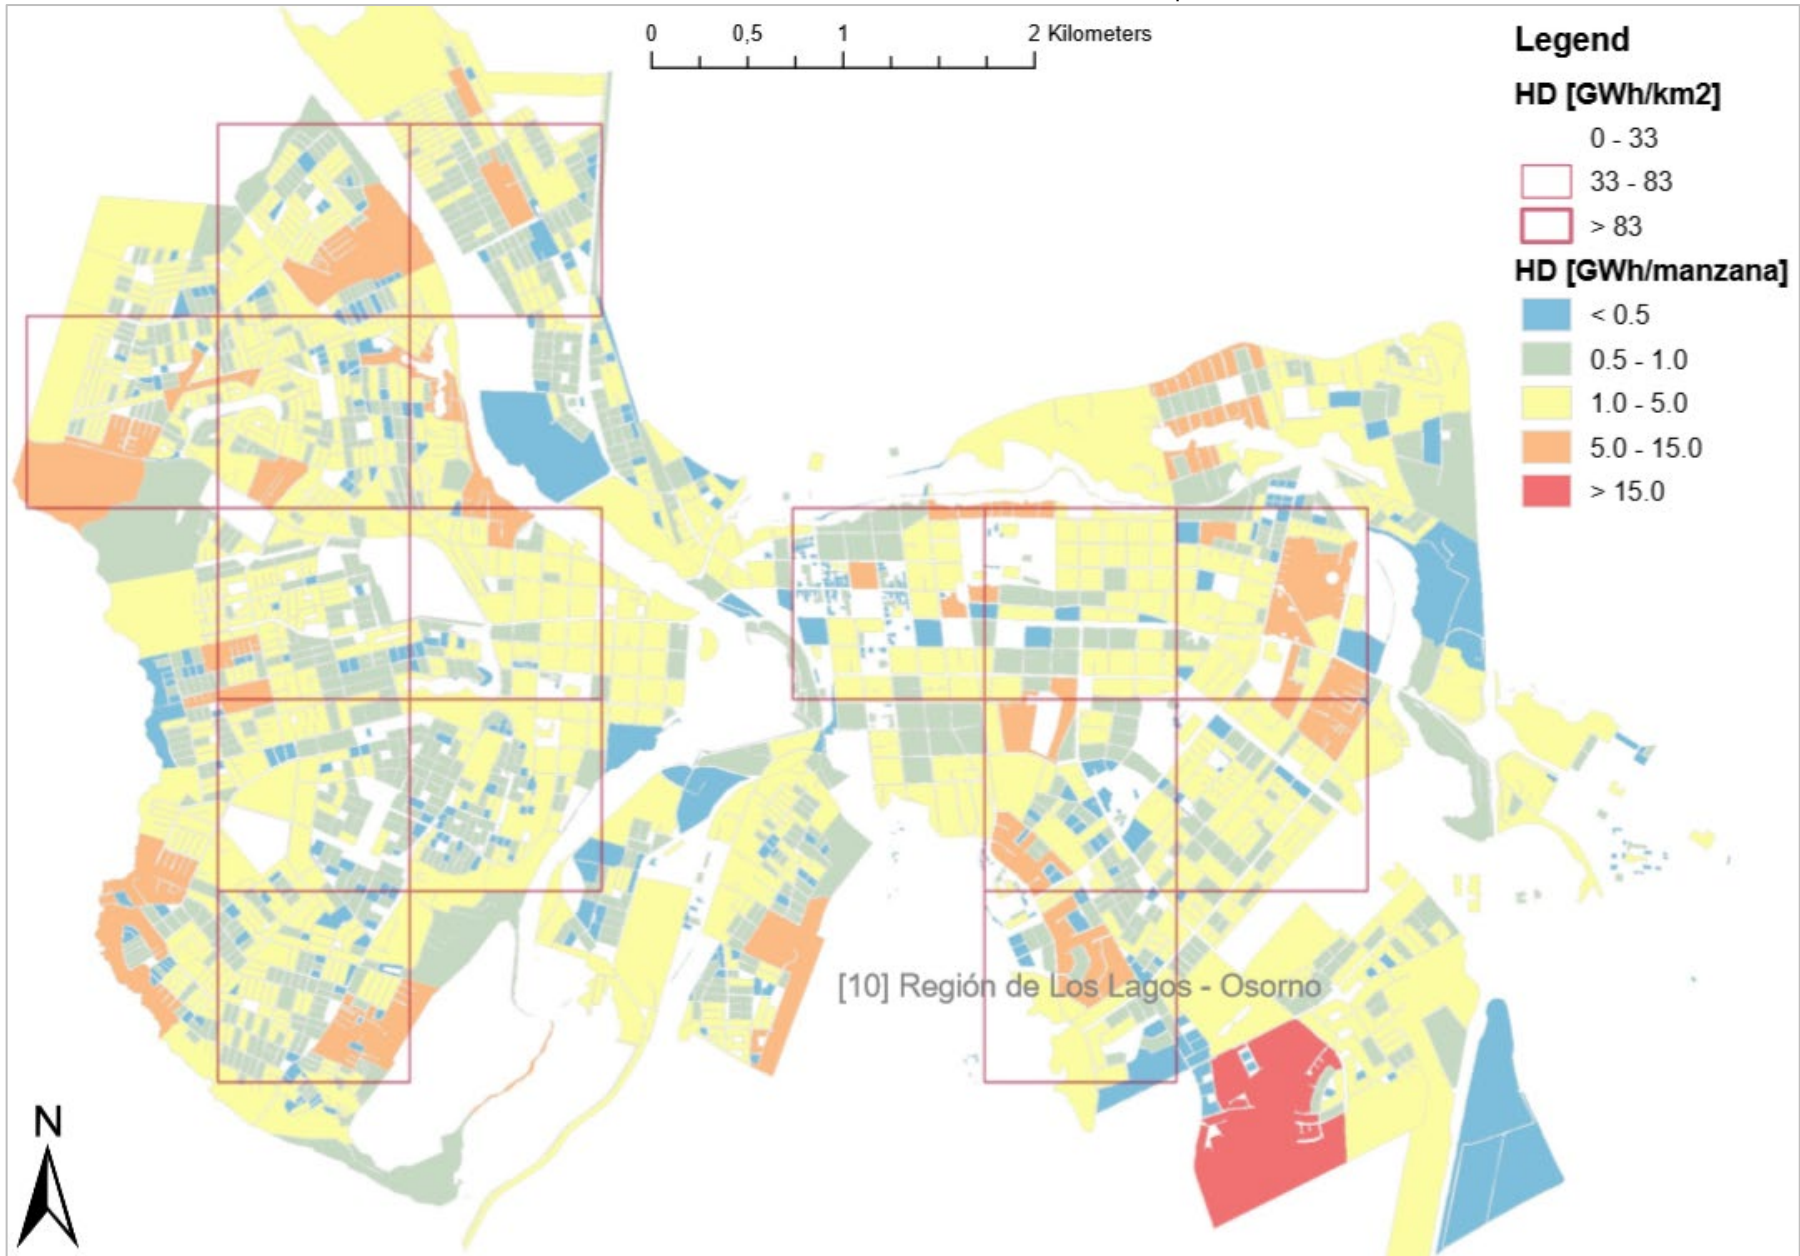 0 0,5 1 2 Kilometers
Legend
HD [GWh/km2]
0 - 33
33 - 83
> 83
HD [GWh/manzana]
< 0.5
0.5 - 1.0
1.0 - 5.0
5.0 - 15.0
> 15.0
[10] Región de Los Lagos - Osorno
N